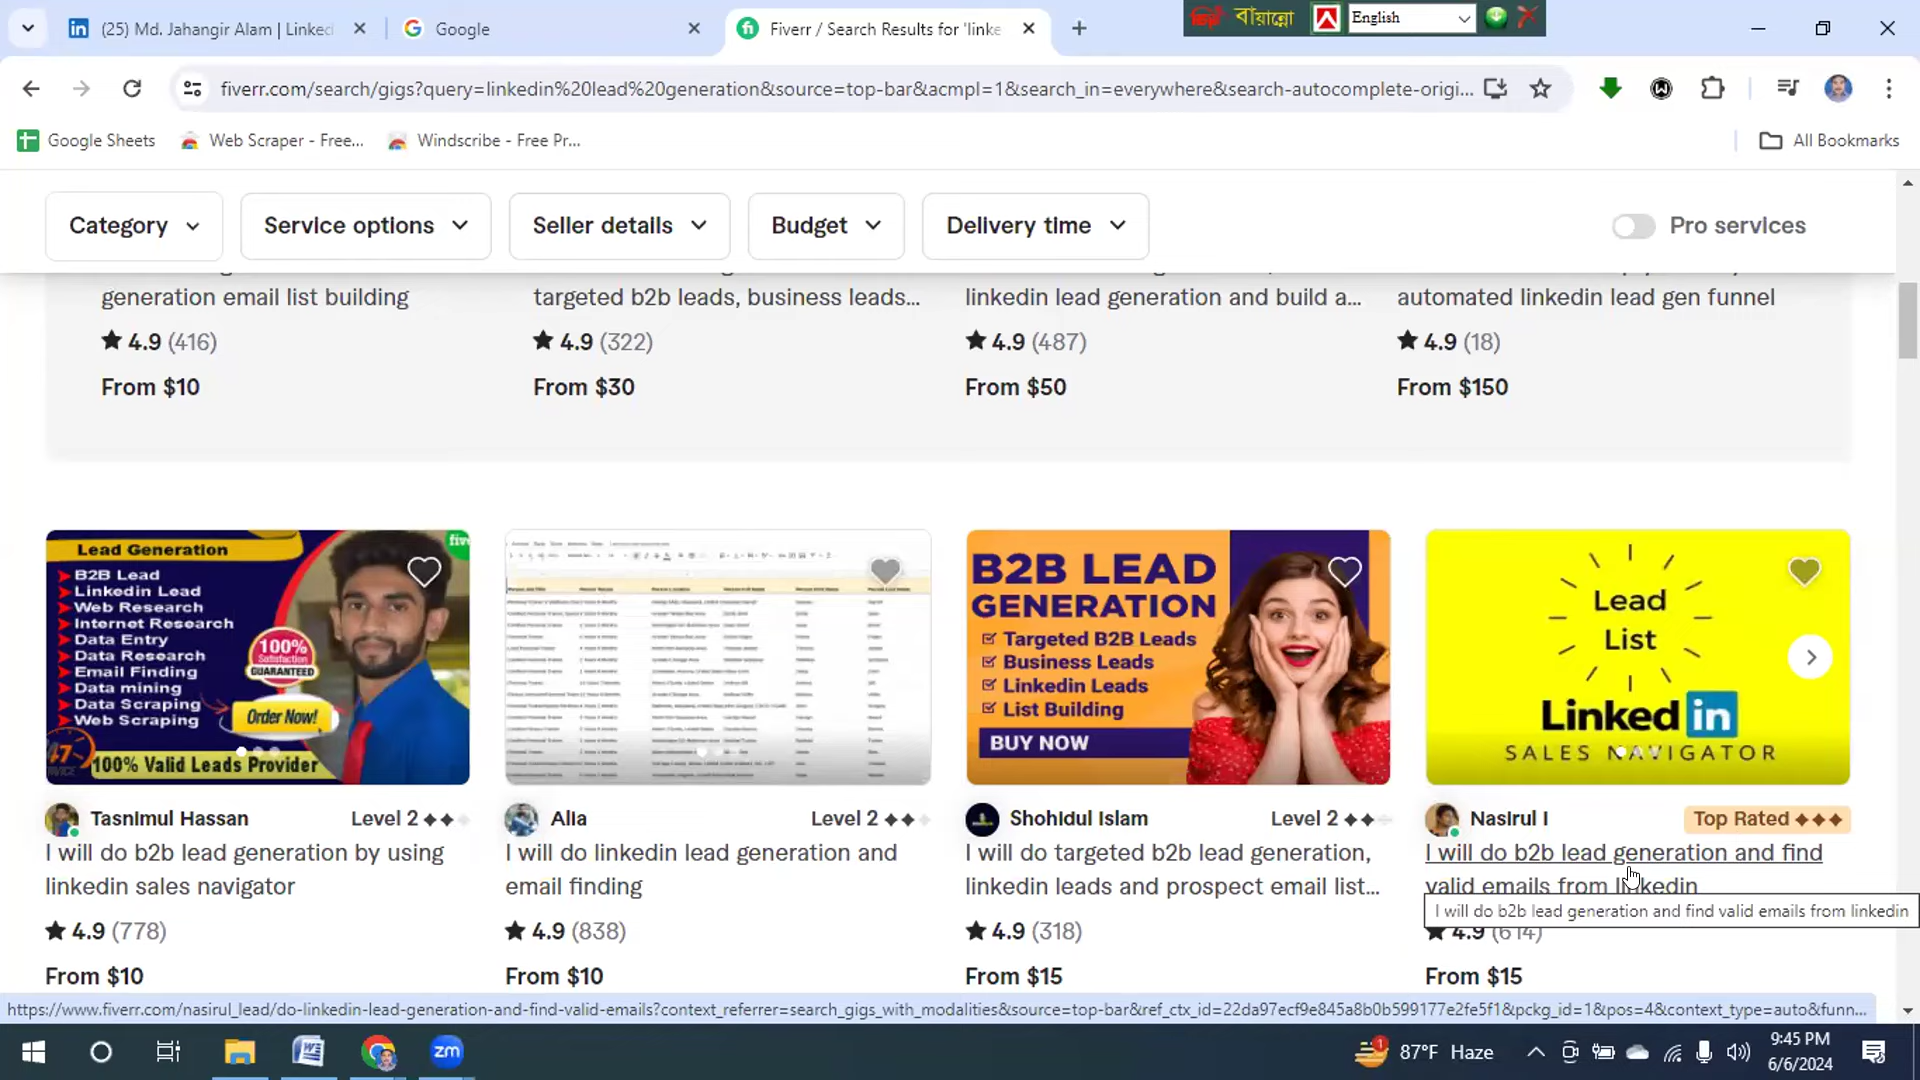 (25) Md. Jahangir Alam | Linked
Google
Fiverr / Search Results for 'linke
English
fiverr.com/search/gigs?query=linkedin%20lead%20generation&source=top-bar&acmpl=1&search_in=everywhere&search-autocomplete-origi...
Google Sheets
Web Scraper - Free...
Windscribe - Free Pr...
All Bookmarks
Category
Service options
Seller details
Budget
Delivery time
Pro services
generation email list building
targeted b2b leads, business leads...
linkedin lead generation and build a...
automated linkedin lead gen funnel
4.9 (416)
4.9 (322)
4.9 (487)
4.9 (18)
From $10
From $30
From $50
From $150
Lead Generation
B2B Lead
Linkedin Lead
Web Research
Internet Research
Data Entry
Data Research
Email Finding
Data mining
Data Scraping
Web Scraping
100%
Satisfaction
GUARANTEED
Order Now!
100% Valid Leads Provider
B2B LEAD
GENERATION
Targeted B2B Leads
Business Leads
Linkedin Leads
List Building
BUY NOW
Lead
List
Linked in
SALES NAVIGATOR
Tasnimul Hassan
Level 2
Alia
Level 2
Shohidul Islam
Level 2
Nasirul I
Top Rated
I will do b2b lead generation by using
linkedin sales navigator
I will do linkedin lead generation and
email finding
I will do targeted b2b lead generation,
linkedin leads and prospect email list...
I will do b2b lead generation and find
valid emails from linkedin
I will do b2b lead generation and find valid emails from linkedin
4.9 (778)
4.9 (838)
4.9 (318)
4.9 (614)
From $10
From $10
From $15
From $15
https://www.fiverr.com/nasirul_lead/do-linkedin-lead-generation-and-find-valid-emails?context_referrer=search_gigs_with_modalities&source=top-bar&ref_ctx_id=22da97ecf9e845a8b0b599177e2fe5f1&pckg_id=1&pos=4&context_type=auto&funn...
87°F Haze
9:45 PM
6/6/2024